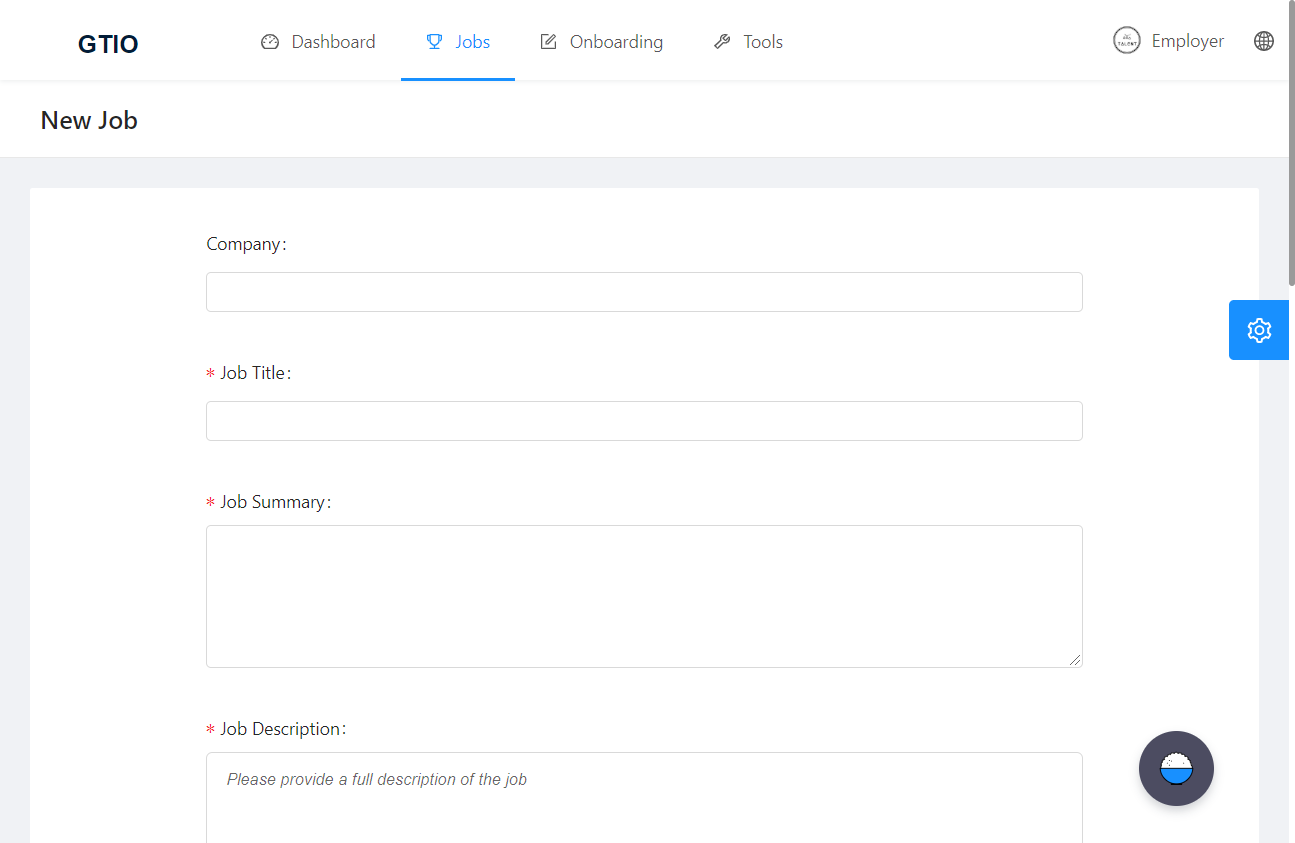 GTIO
Dashboard
Jobs
Onboarding
Tools
TALENT
Employer
New Job
Company:
* Job Title:
* Job Summary:
* Job Description:
Please provide a full description of the job